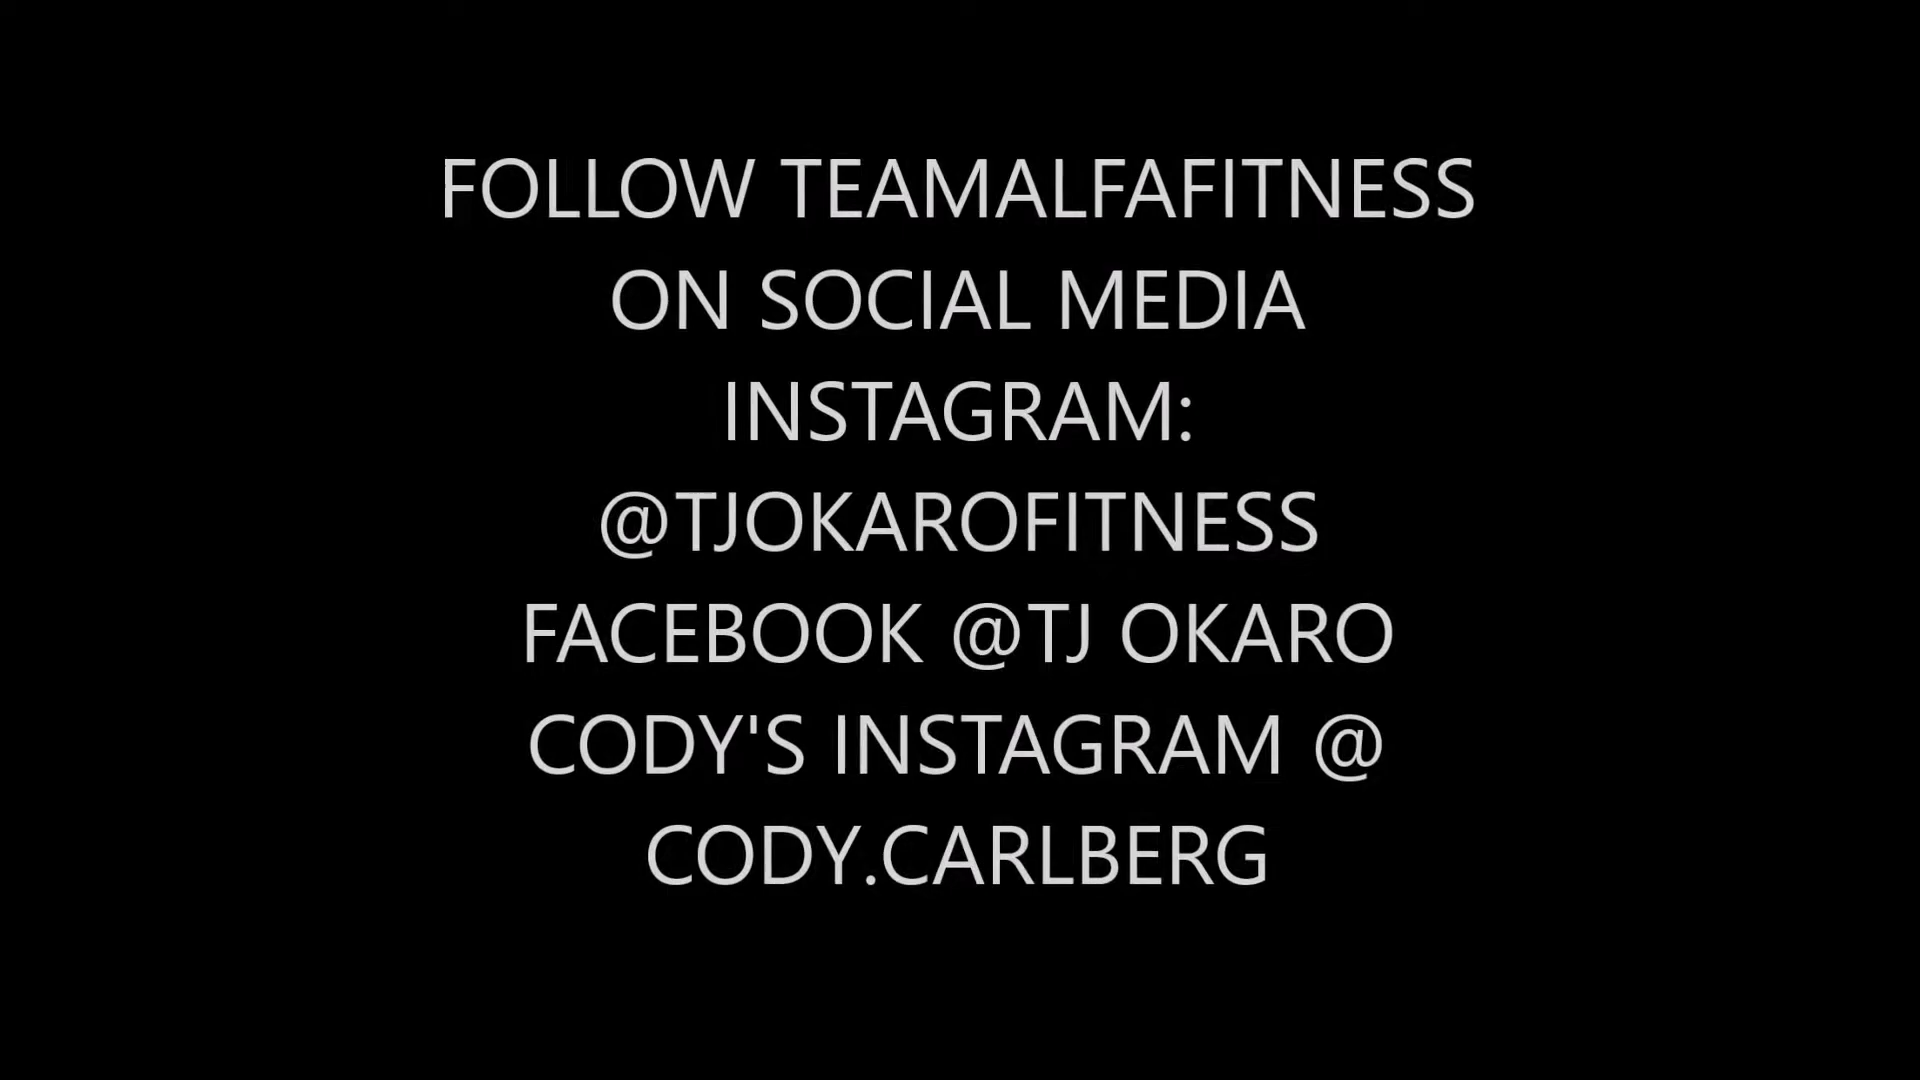 FOLLOW TEAMALFAFITNESS
ON SOCIAL MEDIA
INSTAGRAM:
@TJOKAROFITNESS
FACEBOOK @TJ OKARO
CODY'S INSTAGRAM @
CODY.CARLBERG